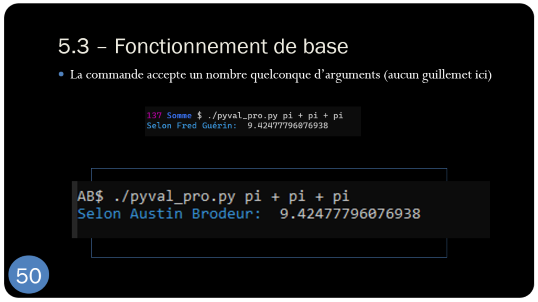 5.3 – Fonctionnement de base
• La commande accepte un nombre quelconque d'arguments (aucun guillemet ici)
137 Somme $ ./pyval_pro.py pi + pi + pi
Selon Fred Guérin:  9.42477796076938
AB$ ./pyval_pro.py pi + pi + pi
Selon Austin Brodeur:  9.42477796076938
50